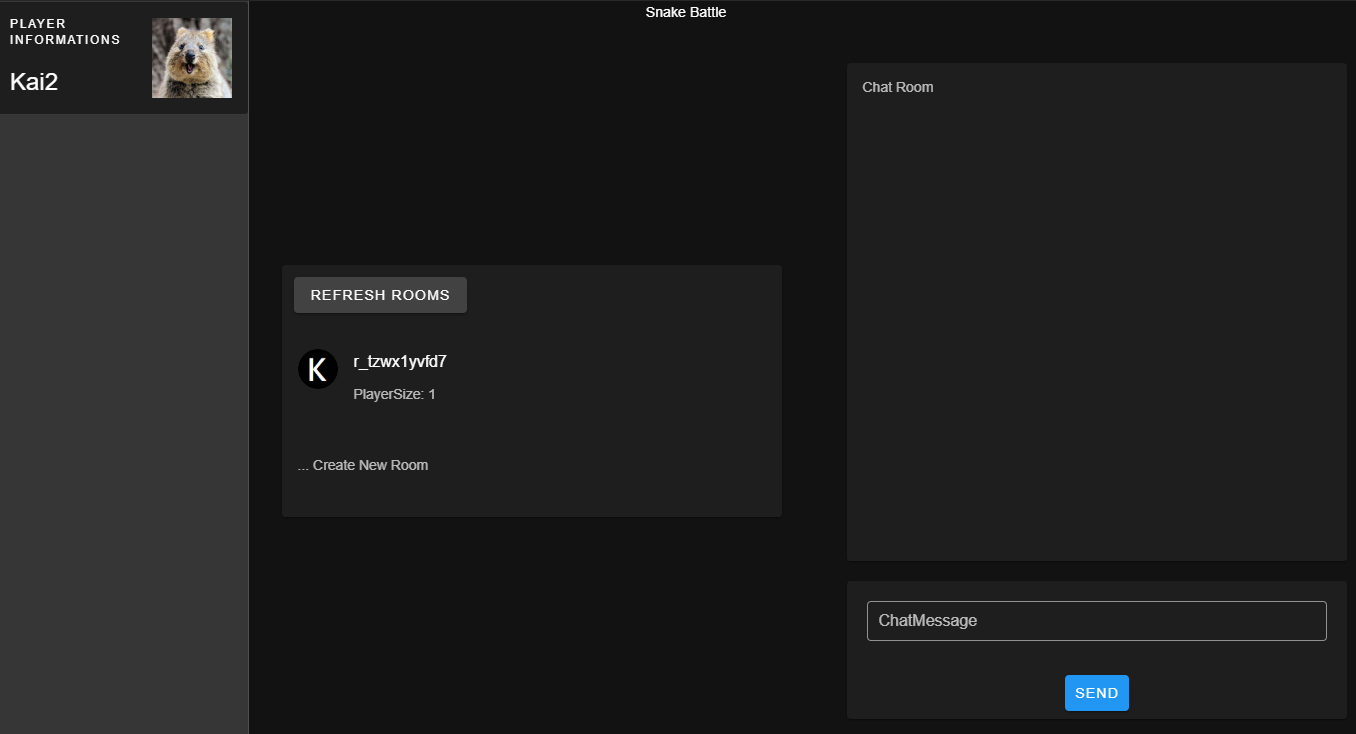 Snake Battle
PLAYER
INFORMATIONS
Kai2
REFRESH ROOMS
K
r_tzwx1yvfd7
PlayerSize: 1
... Create New Room
Chat Room
ChatMessage
SEND